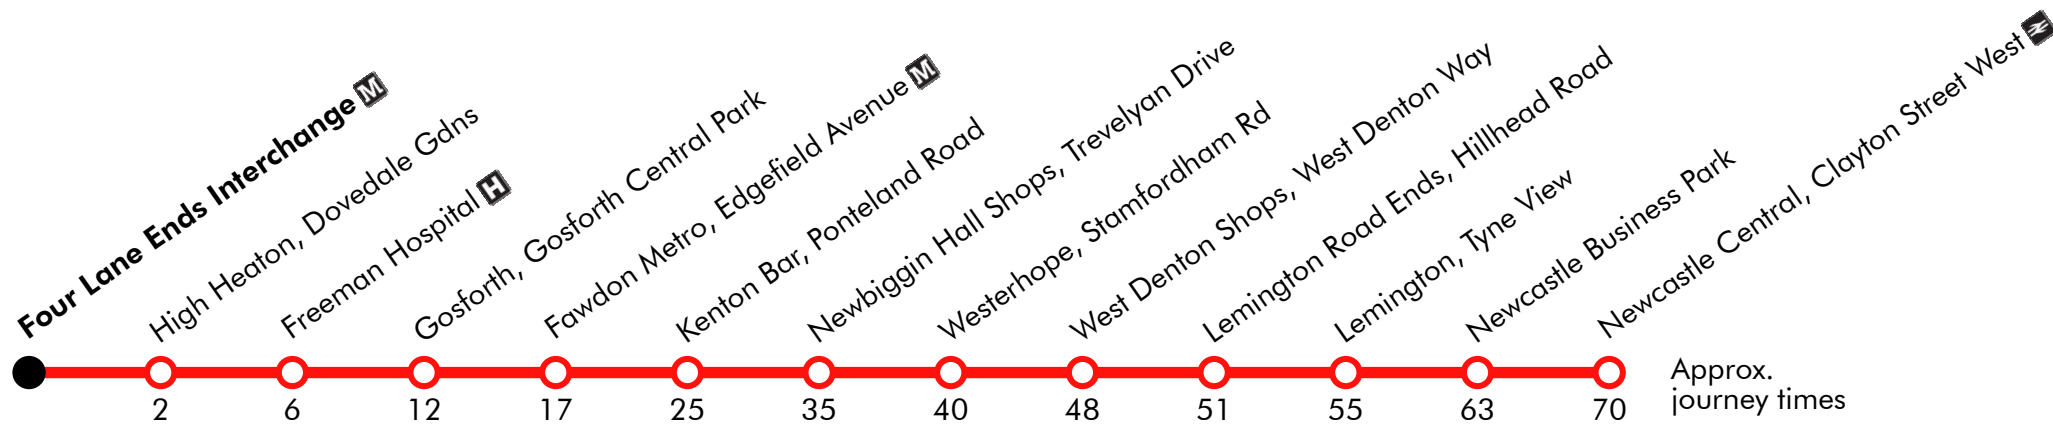 Four Lane Ends Interchange M
High Heaton, Dovedale Gdns
Freeman Hospital H
Gosforth, Gosforth Central Park
Fawdon Metro, Edgefield Avenue M
Kenton Bar, Ponteland Road
Newbiggin Hall Shops, Trevelyan Drive
Westerhope, Stamfordham Rd
West Denton Shops, West Denton Way
Lemington Road Ends, Hillhead Road
Lemington, Tyne View
Newcastle Business Park
Newcastle Central, Clayton Street West
2 6 12 17 25 35 40 48 51 55 63 70
Approx.
journey times